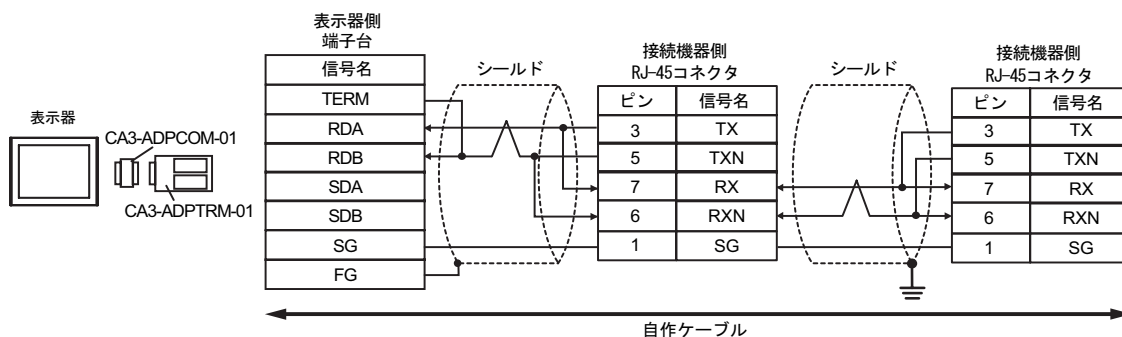 表示器
CA3-ADPCOM-01
CA3-ADPTRM-01
表示器側
端子台
信号名
TERM
RDA
RDB
SDA
SDB
SG
FG
シールド
接続機器側
RJ-45コネクタ
ピン 信号名
3 TX
5 TXN
7 RX
6 RXN
1 SG
シールド
接続機器側
RJ-45コネクタ
ピン 信号名
3 TX
5 TXN
7 RX
6 RXN
1 SG
自作ケーブル